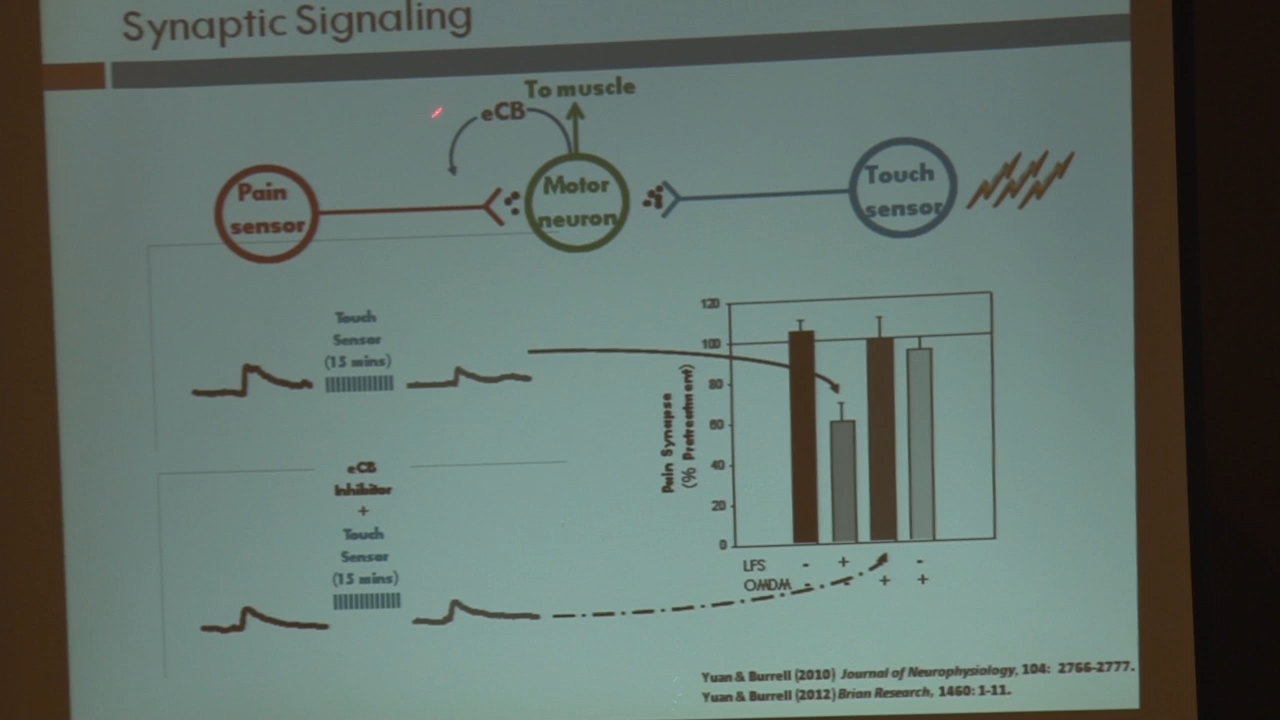 Synaptic Signaling
To muscle
eCB
Pain
sensor
Motor
neuron
Touch
sensor
Touch
Sensor
(15 mins)
eCB
Inhibitor
+
Touch
Sensor
(15 mins)
Pain Synapse
(% Pretreatment)
120
100
80
60
40
20
0
LFS - + -
OMDM - - + +
Yuan & Burrell (2010) Journal of Neurophysiology, 104: 2766-2777.
Yuan & Burrell (2012) Brian Research, 1460: 1-11.